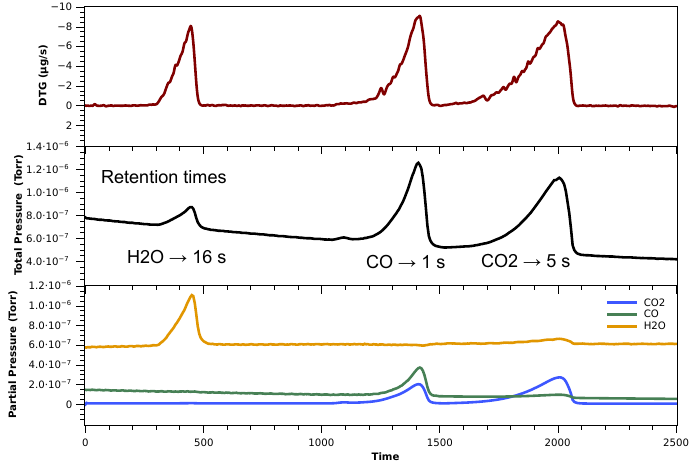 −10
−8
−6
−4
−2
0
2
DTG (µg/s)
1.4·10⁻⁶
1.2·10⁻⁶
1.0·10⁻⁶
8.0·10⁻⁷
6.0·10⁻⁷
4.0·10⁻⁷
Total Pressure (Torr)
Retention times
H2O → 16 s
CO → 1 s
CO2 → 5 s
1.2·10⁻⁶
1.0·10⁻⁶
8.0·10⁻⁷
6.0·10⁻⁷
4.0·10⁻⁷
2.0·10⁻⁷
0
Partial Pressure (Torr)
CO2
CO
H2O
0
500
1000
1500
2000
2500
Time